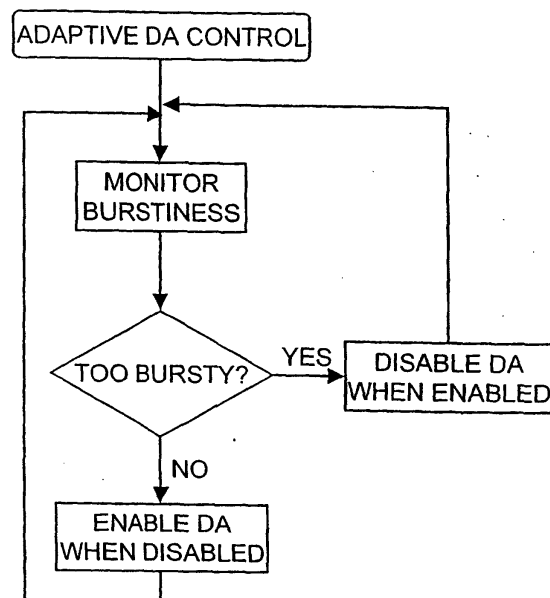 ADAPTIVE DA CONTROL
MONITOR
BURSTINESS
TOO BURSTY?
YES
DISABLE DA
WHEN ENABLED
NO
ENABLE DA
WHEN DISABLED